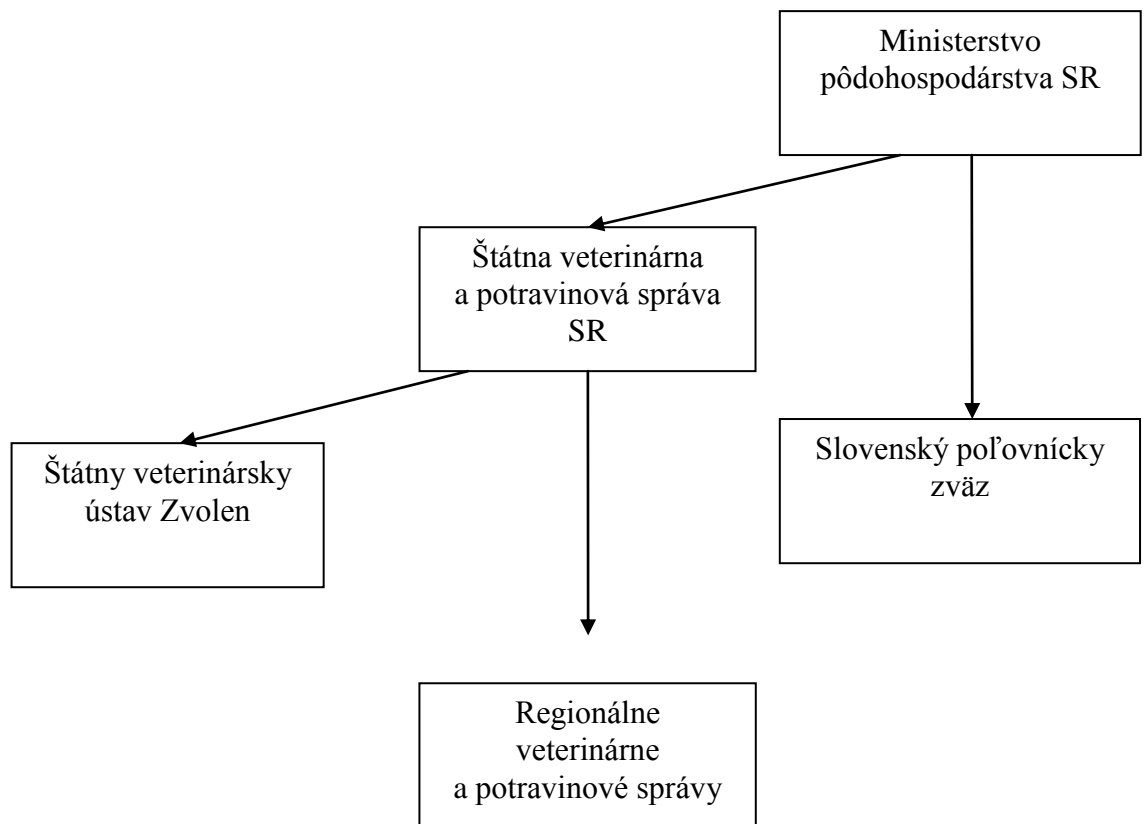 Ministerstvo
pôdohospodárstva SR
Štátna veterinárna
a potravinová správa
SR
Štátny veterinársky
ústav Zvolen
Slovenský poľovnícky
zväz
Regionálne
veterinárne
a potravinové správy